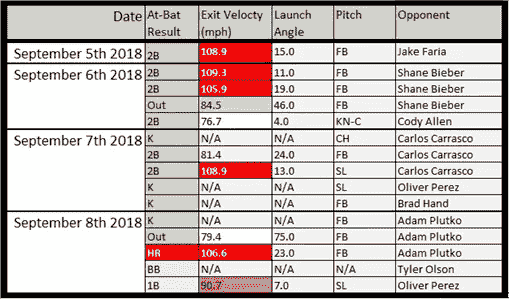 Date At-Bat Result Exit Velocty (mph) Launch Angle Pitch Opponent
September 5th 2018 2B 108.9 15.0 FB Jake Faria
September 6th 2018 2B 109.3 11.0 FB Shane Bieber
2B 105.9 19.0 FB Shane Bieber
Out 84.5 46.0 FB Shane Bieber
2B 76.7 4.0 KN-C Cody Allen
September 7th 2018 K N/A N/A CH Carlos Carrasco
2B 81.4 24.0 FB Carlos Carrasco
2B 108.9 13.0 SL Carlos Carrasco
K N/A N/A SL Oliver Perez
K N/A N/A FB Brad Hand
September 8th 2018 K N/A N/A FB Adam Plutko
Out 79.4 75.0 FB Adam Plutko
HR 106.6 23.0 FB Adam Plutko
BB N/A N/A N/A Tyler Olson
1B 90.7 7.0 SL Oliver Perez